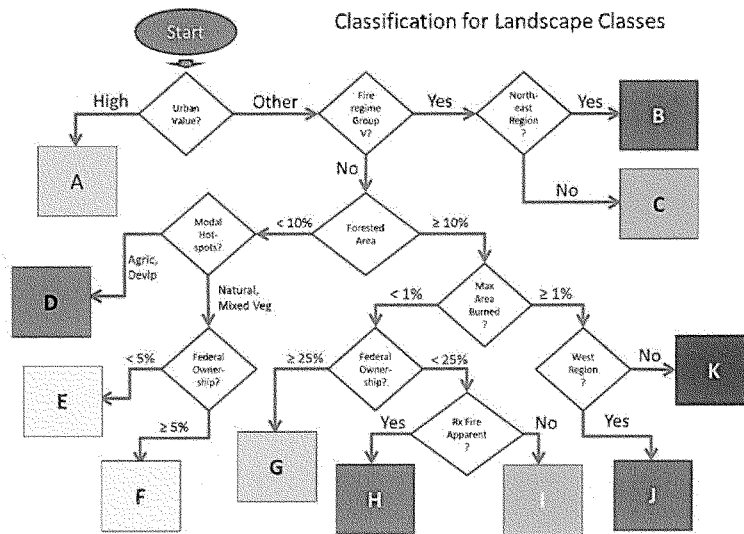 Classification for Landscape Classes
Start
High
Urban
Value?
Other
Fire
regime
Group
V?
Yes
North-
east
Region
?
Yes
B
A
No
No
C
Modal
Hot-
spots?
< 10%
Forested
Area
≥ 10%
Agric,
Devlp
D
Natural,
Mixed Veg
< 1%
Max
Area
Burned
?
≥ 1%
< 5%
Federal
Owner-
ship?
≥ 25%
Federal
Owner-
ship?
< 25%
West
Region
?
No
K
E
≥ 5%
Yes
Rx Fire
Apparent
?
No
Yes
F
G
H
I
J